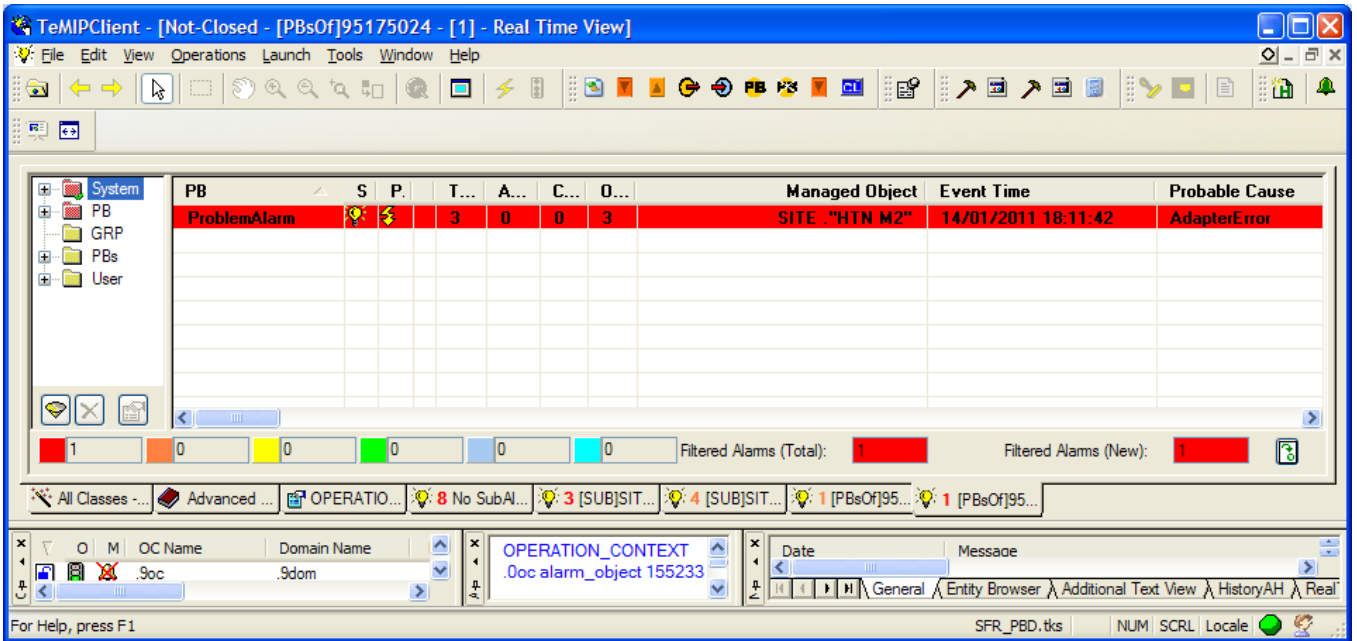 TeMIPClient - [Not-Closed - [PBsOf]95175024 - [1] - Real Time View]
File Edit View Operations Launch Tools Window Help
System
PB
GRP
PBs
User
PB S P. T... A... C... O... Managed Object Event Time Probable Cause
ProblemAlarm 3 0 0 3 SITE ."HTN M2" 14/01/2011 18:11:42 AdapterError
1 0 0 0 0 0 Filtered Alarms (Total): 1 Filtered Alarms (New): 1
All Classes -... Advanced ... OPERATIO... 8 No SubAl... 3 [SUB]SIT... 4 [SUB]SIT... 1 [PBsOf]95... 1 [PBsOf]95...
O M OC Name Domain Name
.9oc .9dom
OPERATION_CONTEXT
.0oc alarm_object 155233
Date Message
General Entity Browser Additional Text View HistoryAH Real
For Help, press F1 SFR_PBD.tks NUM SCRL Locale